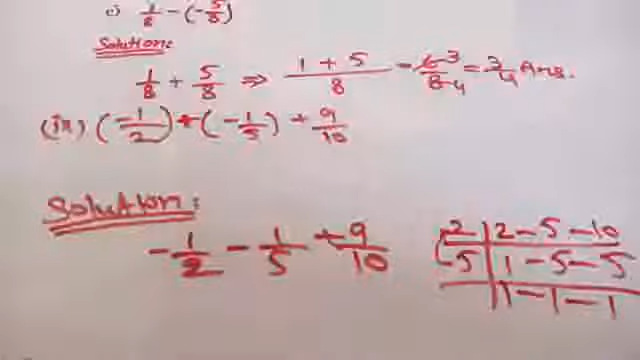 i) 1/8 - (-5/8)
Solution:
1/8 + 5/8 ⇒ 1 + 5/8 = 6 3/8 4 = 3/4 Ans.
(ix) (-1/2) + (-1/5) + 9/10
Solution:
-1/2 - 1/5 + 9/10
2 | 2 - 5 - 10
5 | 1 - 5 - 5
| 1 - 1 - 1